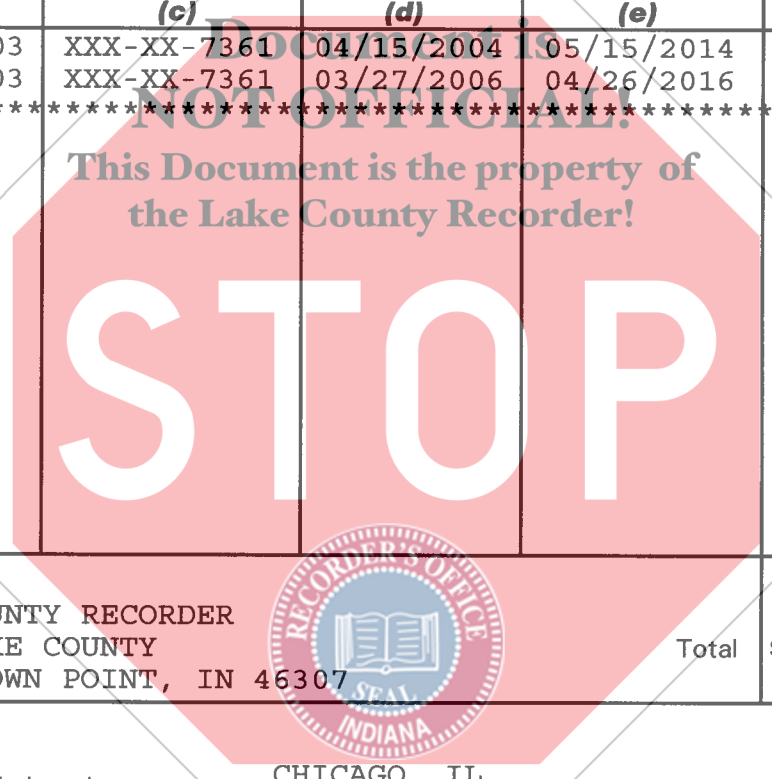 (c) (d) (e)
Document is
03 XXX-XX-7361 04/15/2004 05/15/2014
03 XXX-XX-7361 03/27/2006 04/26/2016
NOT OFFICIAL!
This Document is the property of
the Lake County Recorder!
STOP
UNTY RECORDER
KE COUNTY Total
OWN POINT, IN 46307
RECORDER'S OFFICE
SEAL
INDIANA
CHICAGO, IL